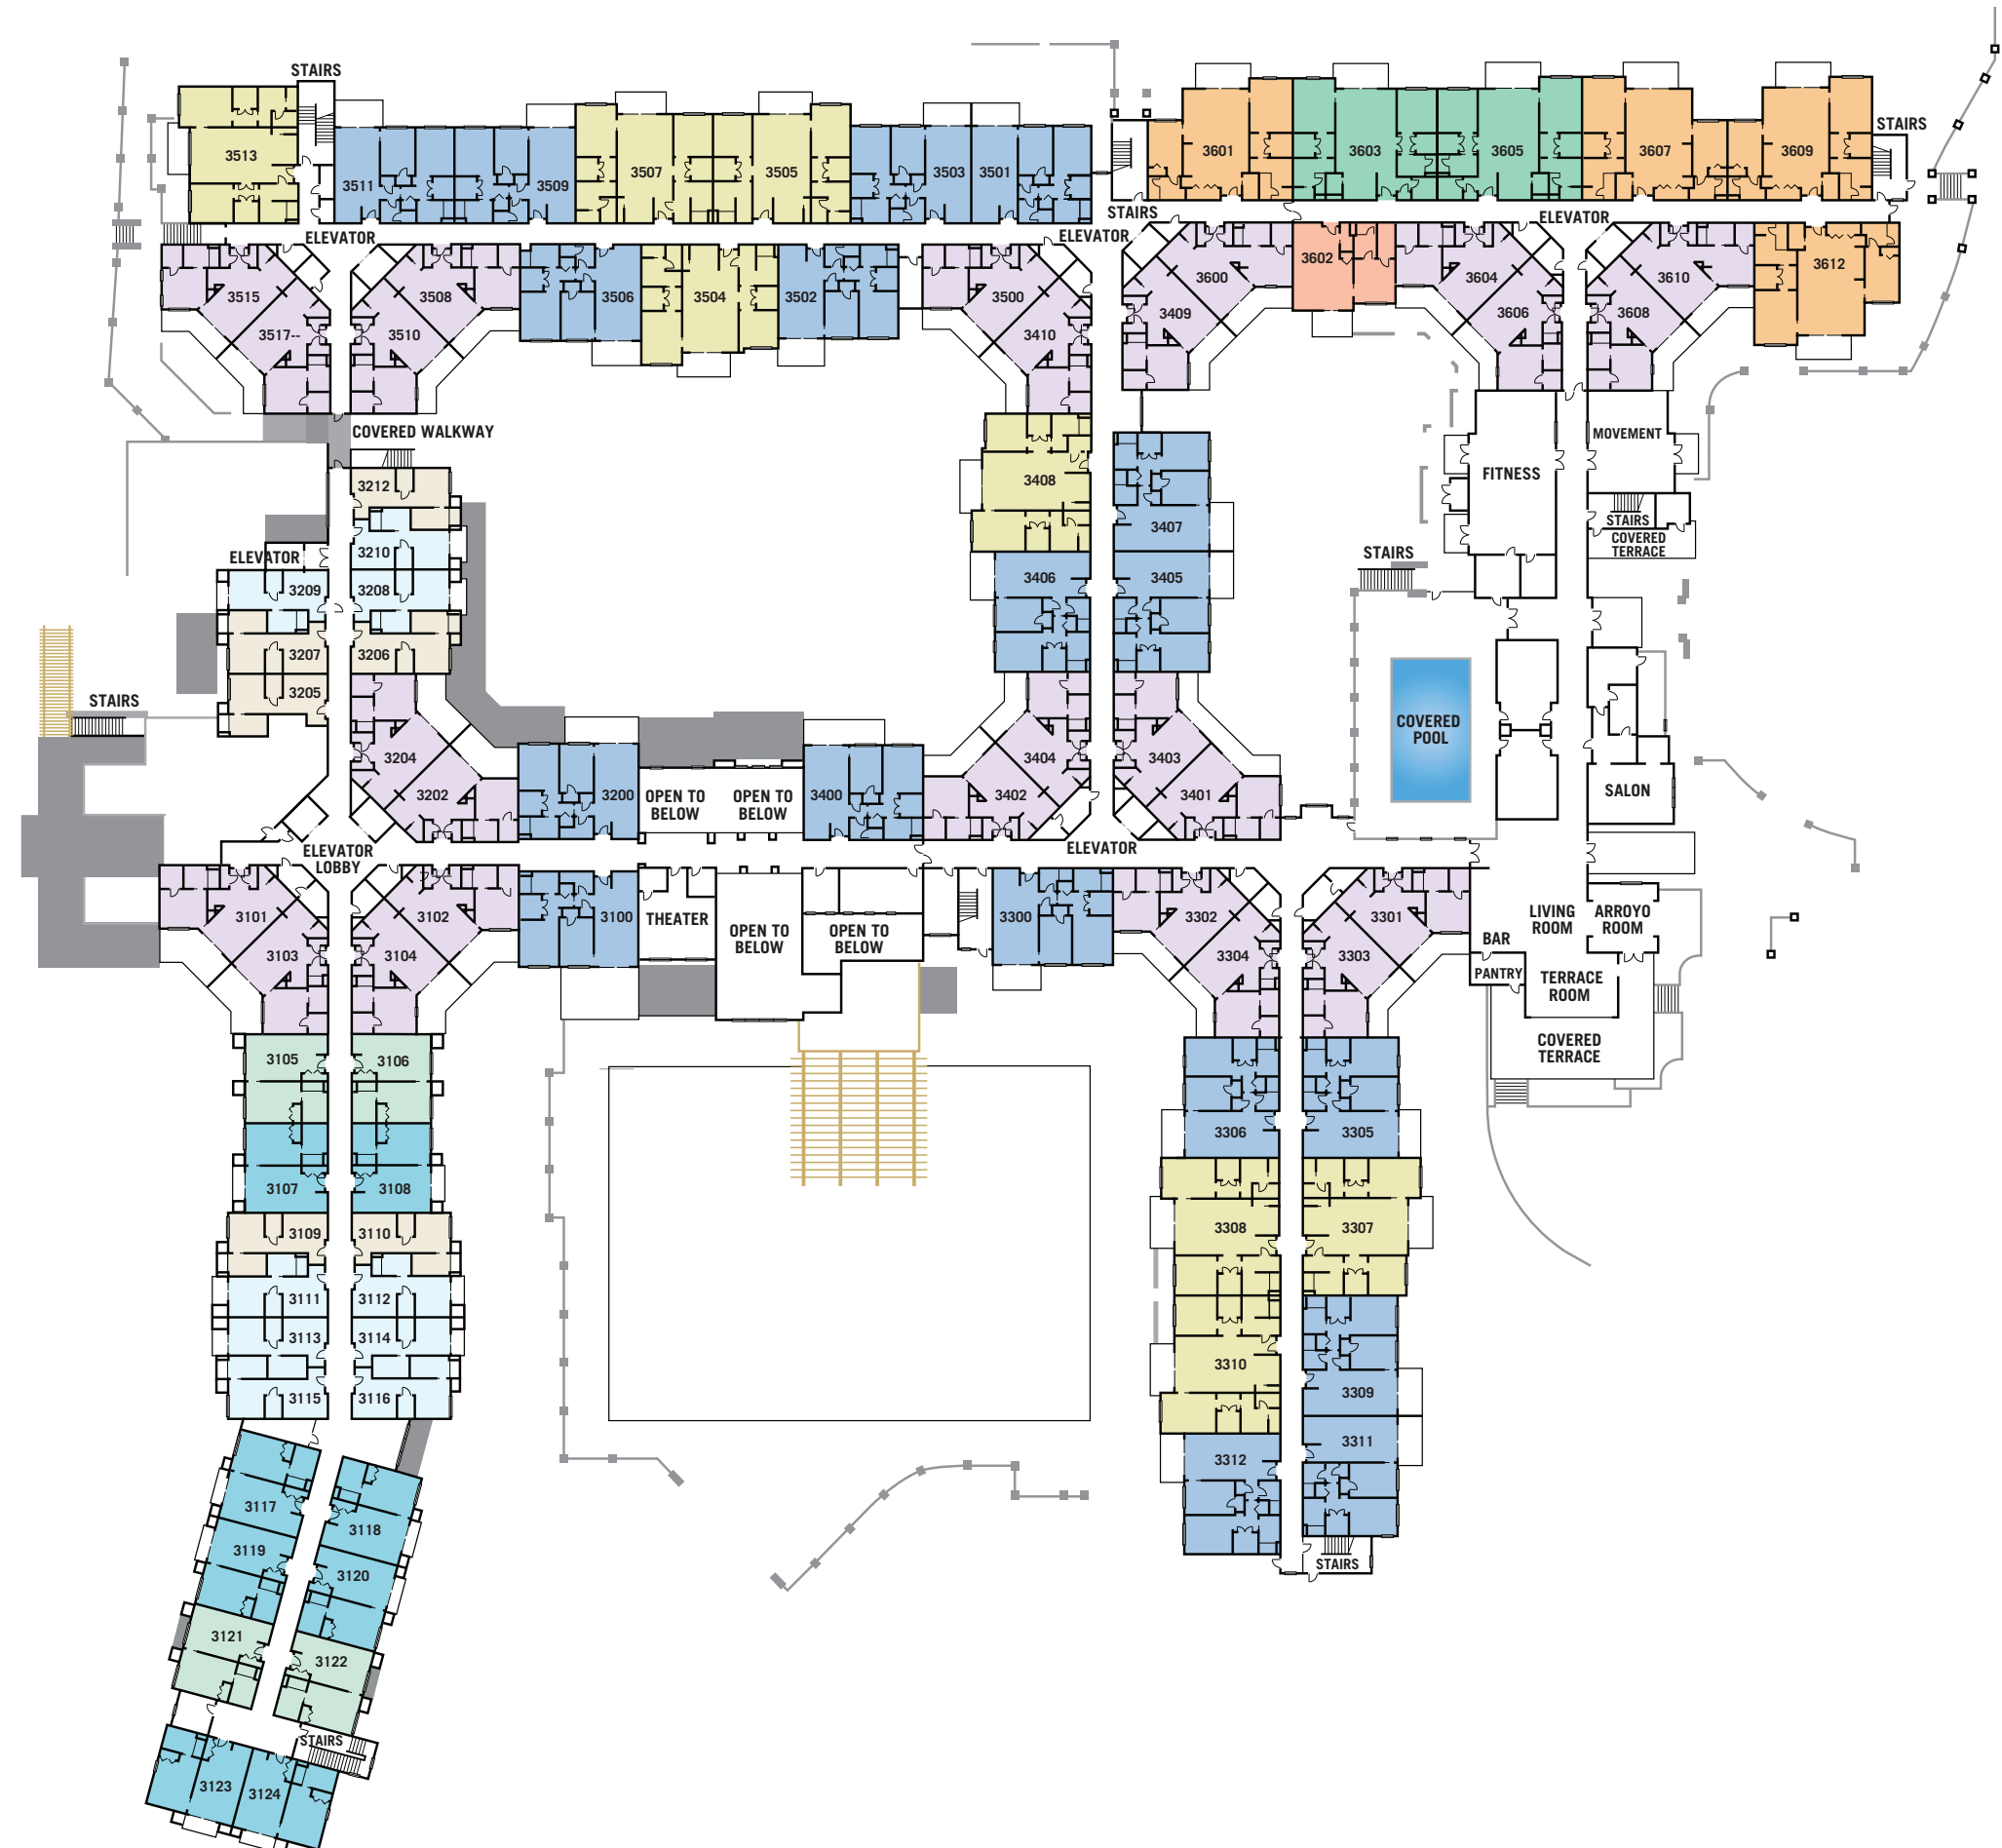 STAIRS
3513
3511
3509
3507
3505
3503
3501
3601
3603
3605
3607
3609
STAIRS
STAIRS
ELEVATOR
ELEVATOR
ELEVATOR
3515
3517--
3508
3510
3506
3504
3502
3500
3410
3600
3409
3602
3604
3606
3610
3608
3612
COVERED WALKWAY
3212
3210
ELEVATOR
3209
3208
3207
3206
3205
STAIRS
3204
3202
3200
OPEN TO
BELOW
OPEN TO
BELOW
3400
3408
3407
3406
3405
3404
3402
3403
3401
MOVEMENT
FITNESS
STAIRS
COVERED
TERRACE
STAIRS
COVERED
POOL
SALON
ELEVATOR
LOBBY
ELEVATOR
3101
3103
3102
3104
3100
THEATER
OPEN TO
BELOW
OPEN TO
BELOW
3300
3302
3304
3301
3303
LIVING
ROOM
ARROYO
ROOM
BAR
PANTRY
TERRACE
ROOM
COVERED
TERRACE
3105
3106
3107
3108
3109
3110
3111
3112
3113
3114
3115
3116
3306
3305
3308
3307
3310
3309
3311
3312
STAIRS
3117
3118
3119
3120
3121
3122
STAIRS
3123
3124